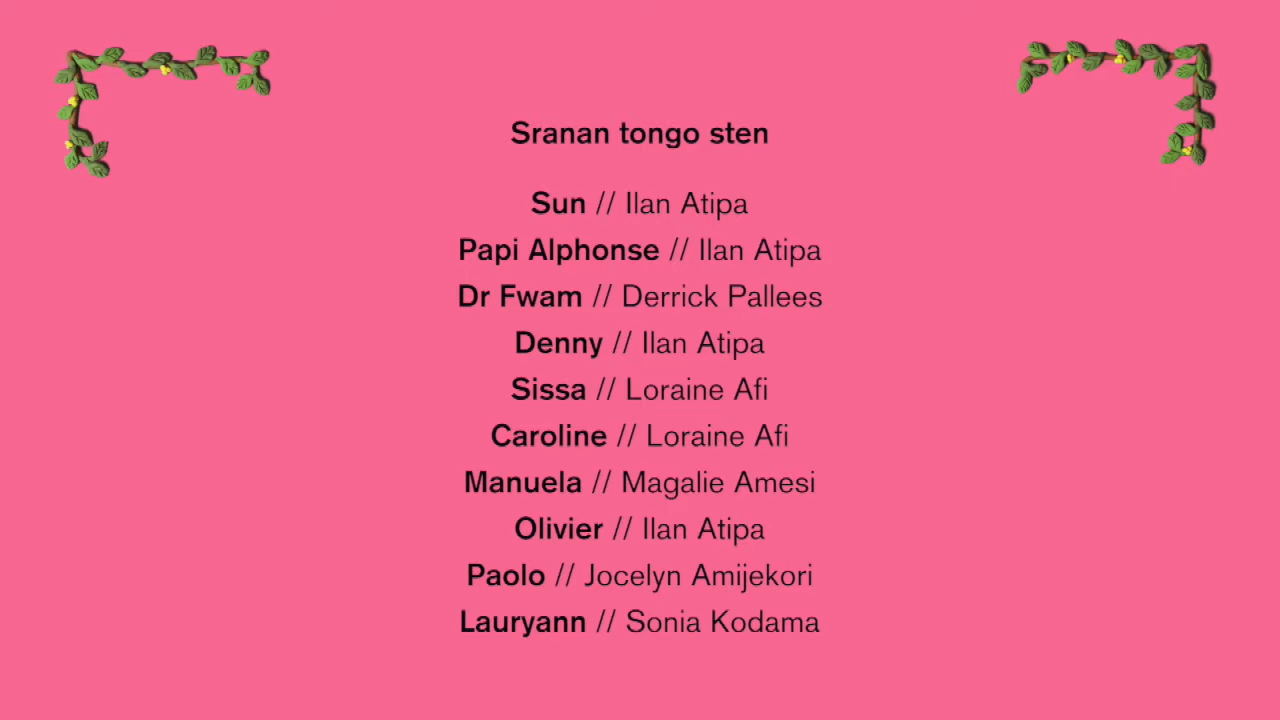 Sranan tongo sten
Sun // Ilan Atipa
Papi Alphonse // Ilan Atipa
Dr Fwam // Derrick Pallees
Denny // Ilan Atipa
Sissa // Loraine Afi
Caroline // Loraine Afi
Manuela // Magalie Amesi
Olivier // Ilan Atipa
Paolo // Jocelyn Amijekori
Lauryann // Sonia Kodama